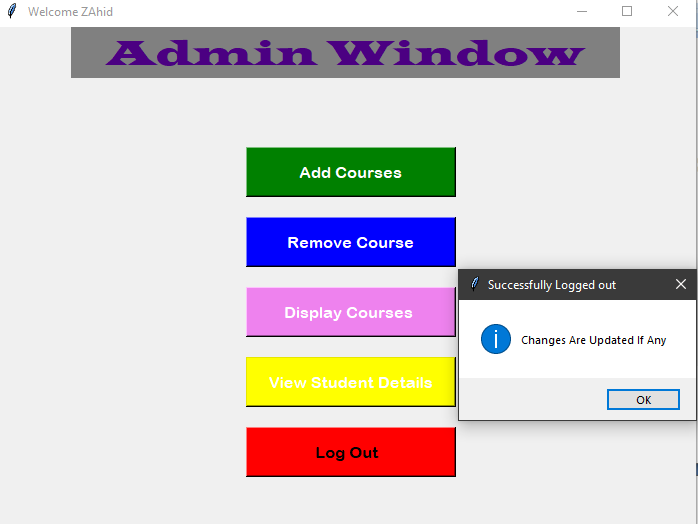 Welcome ZAhid
Admin Window
Add Courses
Remove Course
Successfully Logged out
Display Courses
Changes Are Updated If Any
View Student Details
OK
Log Out